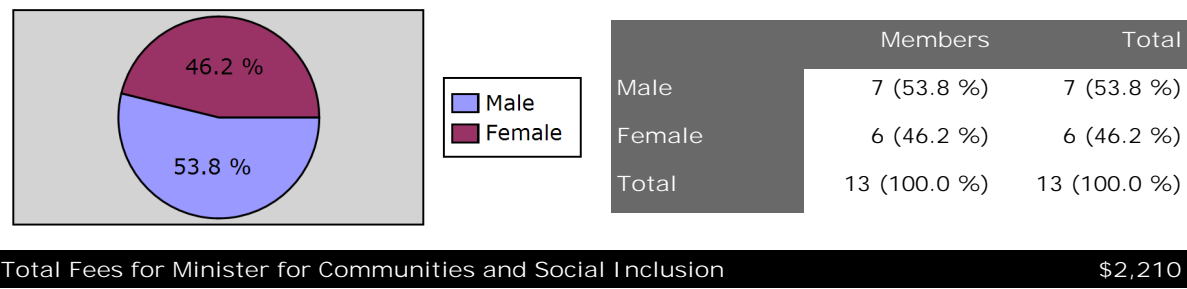 46.2 %
53.8 %
Male
Female
Members Total
Male 7 (53.8 %) 7 (53.8 %)
Female 6 (46.2 %) 6 (46.2 %)
Total 13 (100.0 %) 13 (100.0 %)
Total Fees for Minister for Communities and Social Inclusion $2,210